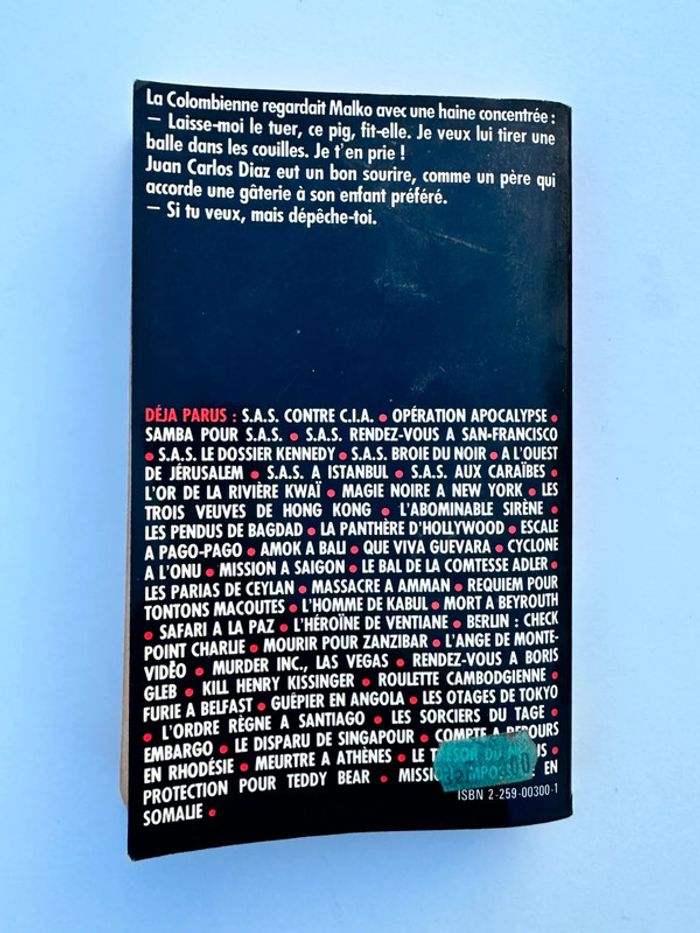 La Colombienne regardait Malko avec une haine concentrée :
— Laisse-moi le tuer, ce pig, fit-elle. Je veux lui tirer une
balle dans les couilles. Je t'en prie !
Juan Carlos Diaz eut un bon sourire, comme un père qui
accorde une gâterie à son enfant préféré.
— Si tu veux, mais dépêche-toi.
DÉJA PARUS : S.A.S. CONTRE C.I.A. • OPÉRATION APOCALYPSE •
SAMBA POUR S.A.S. • S.A.S. RENDEZ-VOUS A SAN-FRANCISCO
• S.A.S. LE DOSSIER KENNEDY • S.A.S. BROIE DU NOIR • A L'OUEST
DE JÉRUSALEM • S.A.S. A ISTANBUL • S.A.S. AUX CARAÏBES •
L'OR DE LA RIVIÈRE KWAÏ • MAGIE NOIRE A NEW YORK • LES
TROIS VEUVES DE HONG KONG • L'ABOMINABLE SIRÈNE •
LES PENDUS DE BAGDAD • LA PANTHÈRE D'HOLLYWOOD • ESCALE
A PAGO-PAGO • AMOK A BALI • QUE VIVA GUEVARA • CYCLONE
A L'ONU • MISSION A SAIGON • LE BAL DE LA COMTESSE ADLER •
LES PARIAS DE CEYLAN • MASSACRE A AMMAN • REQUIEM POUR
TONTONS MACOUTES • L'HOMME DE KABUL • MORT A BEYROUTH
• SAFARI A LA PAZ • L'HÉROÏNE DE VENTIANE • BERLIN : CHECK
POINT CHARLIE • MOURIR POUR ZANZIBAR • L'ANGE DE MONTE-
VIDÉO • MURDER INC., LAS VEGAS • RENDEZ-VOUS A BORIS
GLEB • KILL HENRY KISSINGER • ROULETTE CAMBODGIENNE •
FURIE A BELFAST • GUÊPIER EN ANGOLA • LES OTAGES DE TOKYO
• L'ORDRE RÈGNE A SANTIAGO • LES SORCIERS DU TAGE •
EMBARGO • LE DISPARU DE SINGAPOUR • COMPTE A REBOURS
EN RHODÉSIE • MEURTRE A ATHÈNES • LE DU •
PROTECTION POUR TEDDY BEAR • EN
SOMALIE •
ISBN 2-259-00300-1